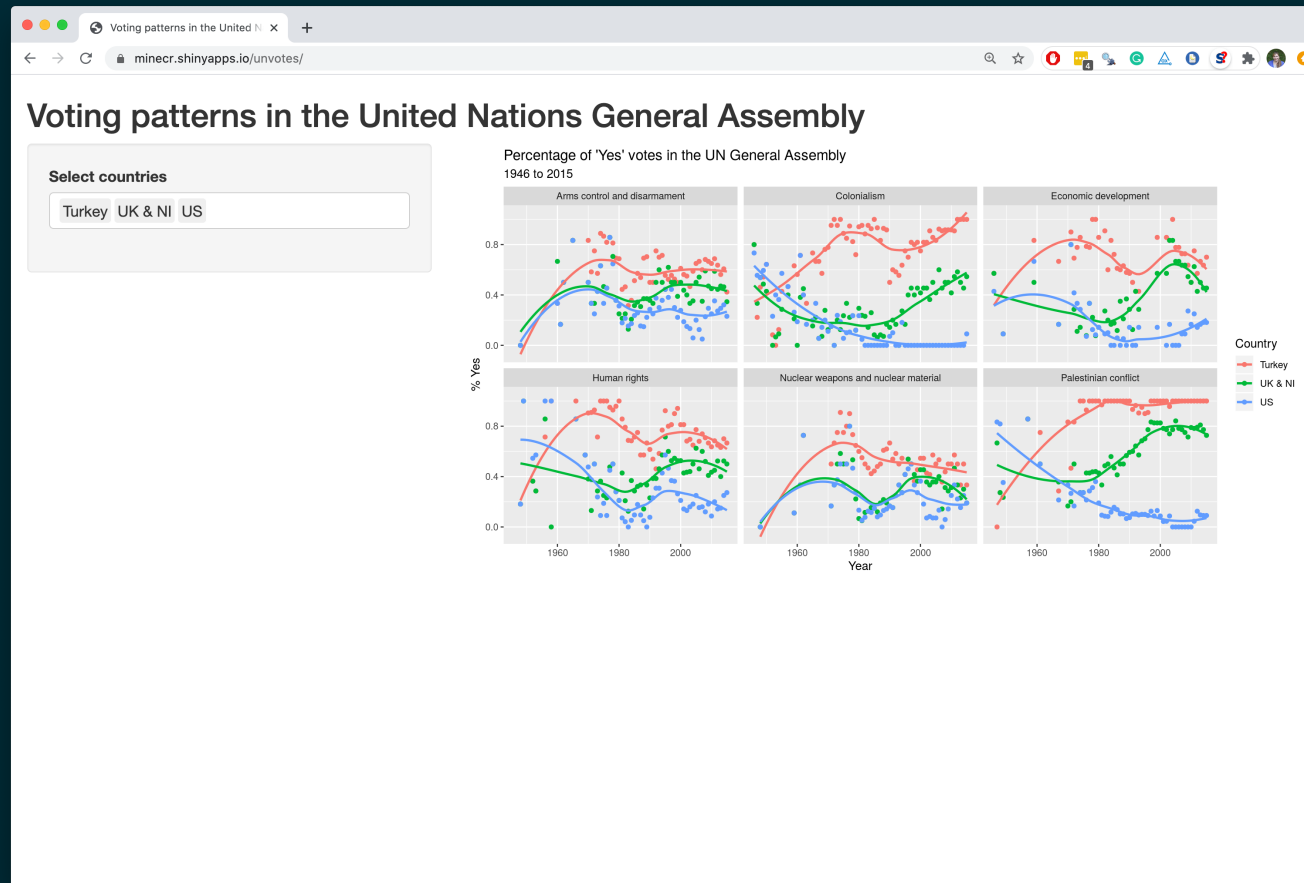 Voting patterns in the United N
minecr.shinyapps.io/unvotes/
4
Voting patterns in the United Nations General Assembly
Select countries
Turkey UK & NI US
Percentage of 'Yes' votes in the UN General Assembly
1946 to 2015
Arms control and disarmament Colonialism Economic development
0.8
0.4
0.0
% Yes
Human rights Nuclear weapons and nuclear material Palestinian conflict
0.8
0.4
0.0
1960 1980 2000 1960 1980 2000 1960 1980 2000
Year
Country
Turkey
UK & NI
US